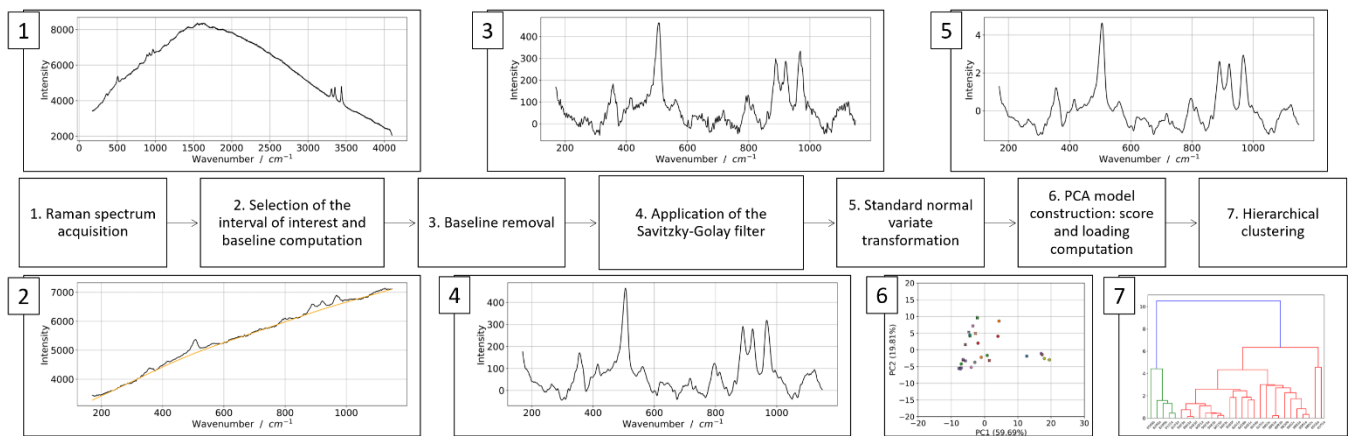 1
8000
6000
4000
2000
Intensity
0 500 1000 1500 2000 2500 3000 3500 4000
Wavenumber / cm⁻¹
3
400
300
200
100
0
Intensity
200 400 600 800 1000
Wavenumber / cm⁻¹
5
4
2
0
Intensity
200 400 600 800 1000
Wavenumber / cm⁻¹
1. Raman spectrum
acquisition
2. Selection of the
interval of interest and
baseline computation
3. Baseline removal
4. Application of the
Savitzky-Golay filter
5. Standard normal
variate transformation
6. PCA model
construction: score
and loading
computation
7. Hierarchical
clustering
2
7000
6000
5000
4000
Intensity
200 400 600 800 1000
Wavenumber / cm⁻¹
4
400
300
200
100
0
Intensity
200 400 600 800 1000
Wavenumber / cm⁻¹
6
20
15
10
5
0
−5
−10
−15
−20
PC2 (19.81%)
−30 −20 −10 0 10 20 30
PC1 (59.69%)
7
10
8
6
4
2
0